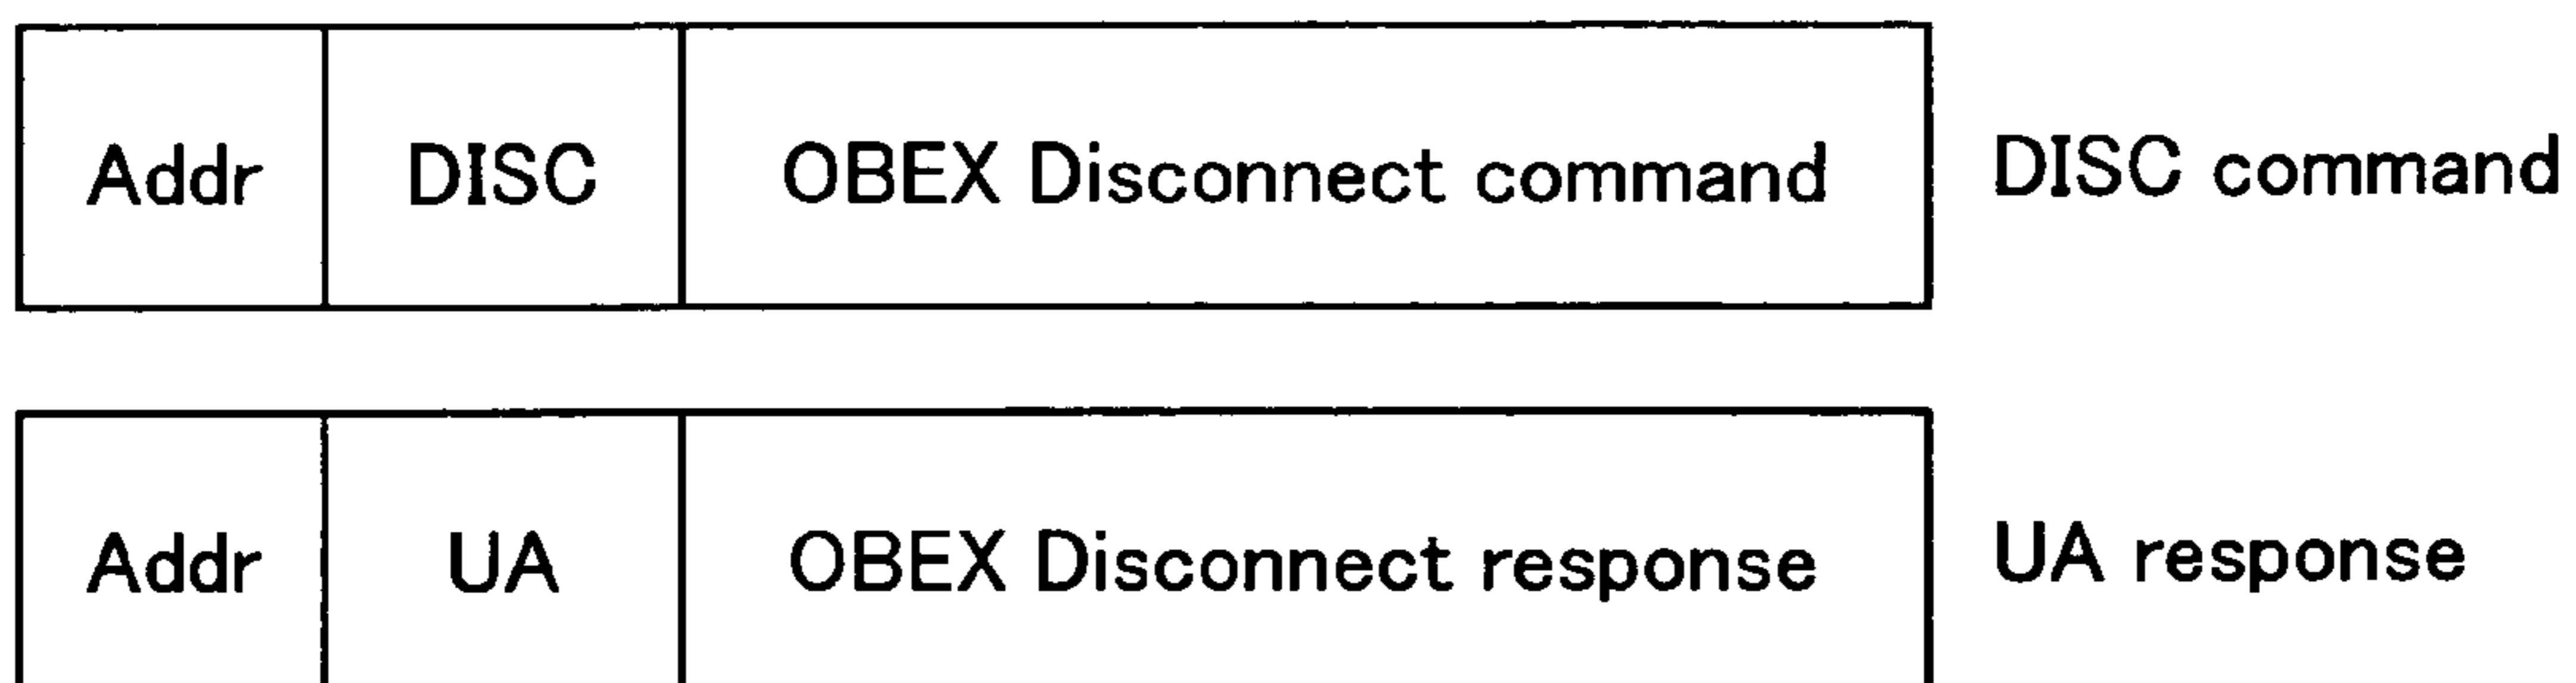 Addr DISC OBEX Disconnect command DISC command
Addr UA OBEX Disconnect response UA response